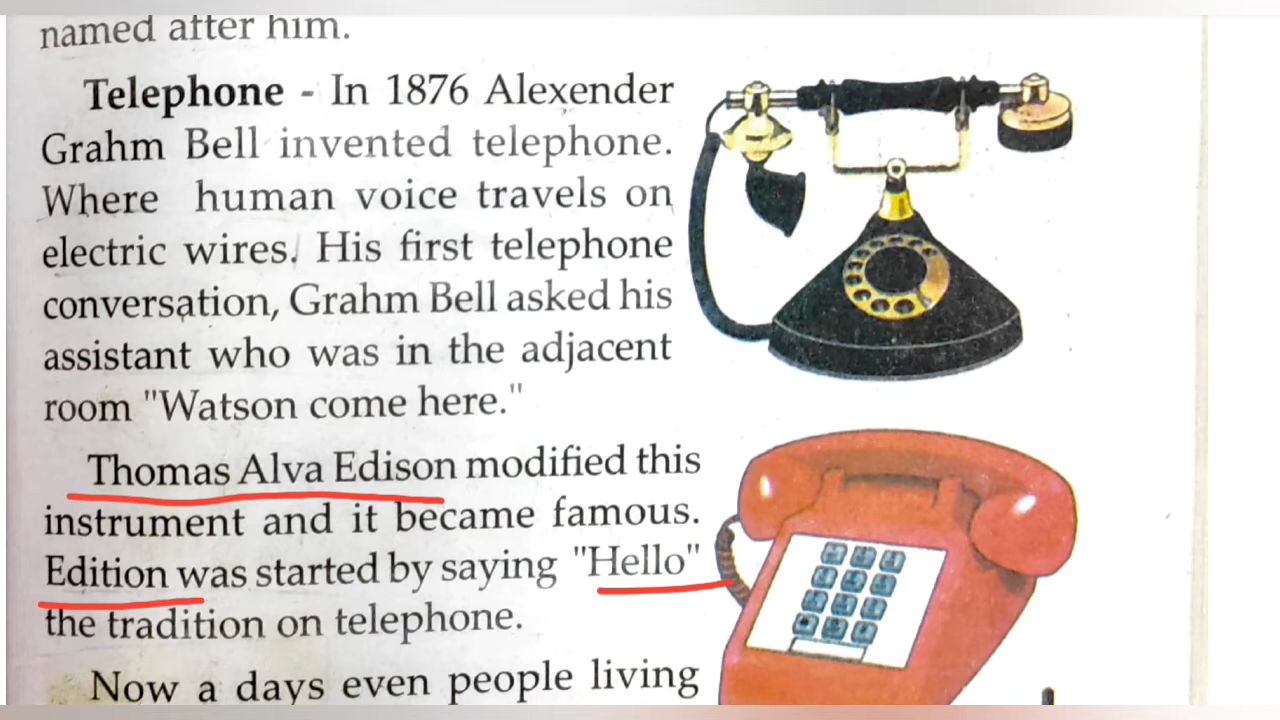 named after him.
Telephone - In 1876 Alexender
Grahm Bell invented telephone.
Where human voice travels on
electric wires. His first telephone
conversation, Grahm Bell asked his
assistant who was in the adjacent
room "Watson come here."
Thomas Alva Edison modified this
instrument and it became famous.
Edition was started by saying "Hello"
the tradition on telephone.
Now a days even people living